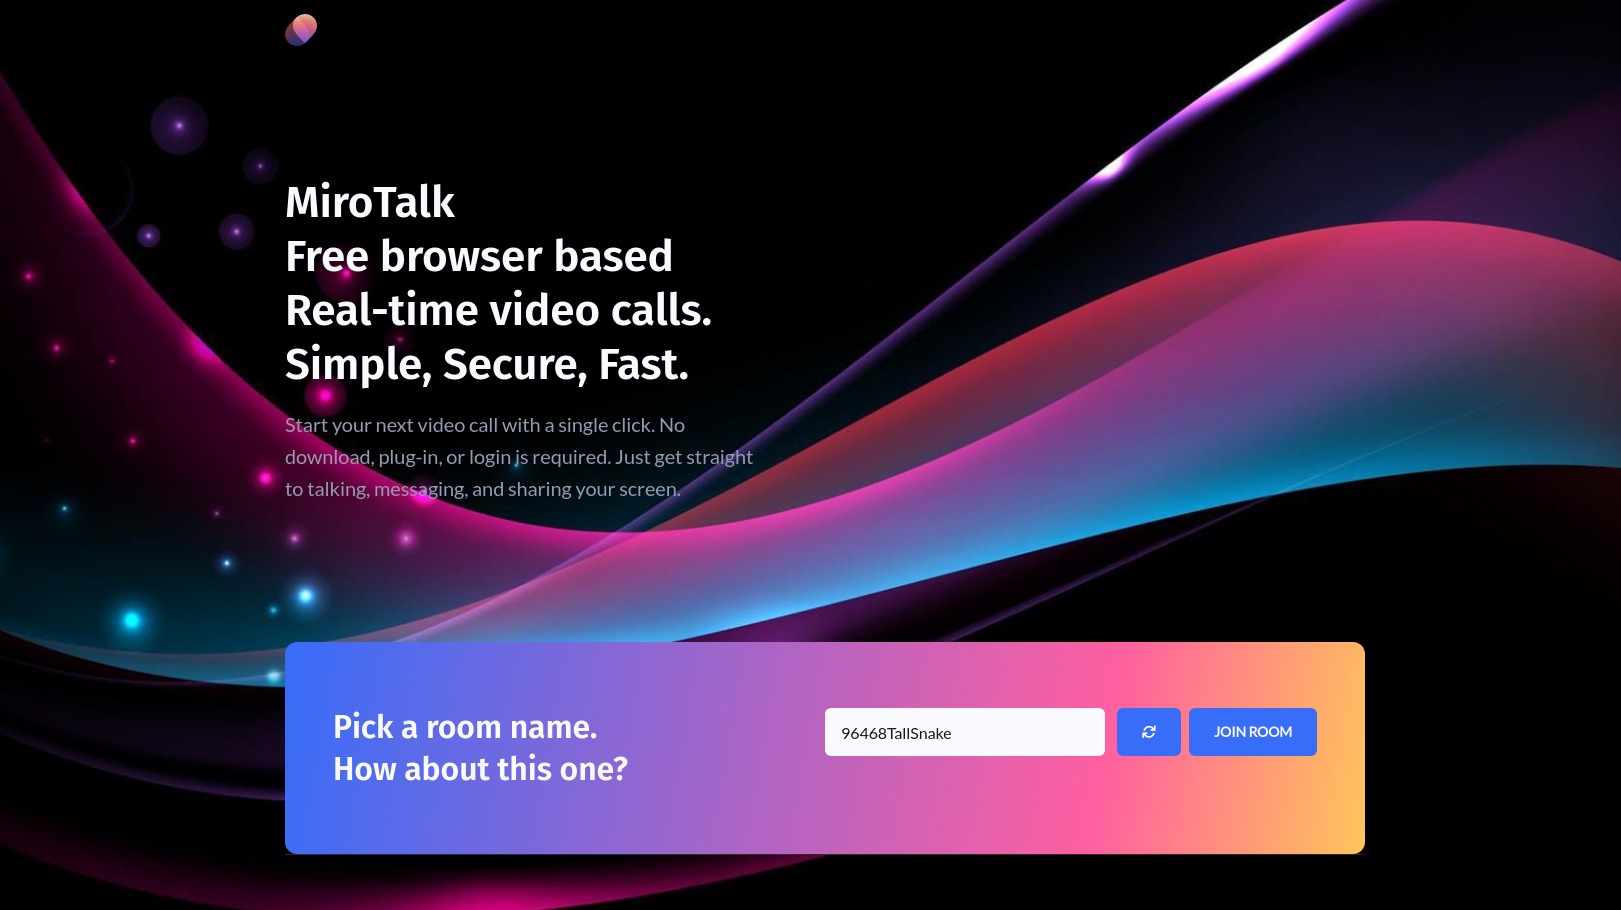 MiroTalk
Free browser based
Real-time video calls.
Simple, Secure, Fast.
Start your next video call with a single click. No
download, plug-in, or login is required. Just get straight
to talking, messaging, and sharing your screen.
Pick a room name.
How about this one?
96468TallSnake
JOIN ROOM